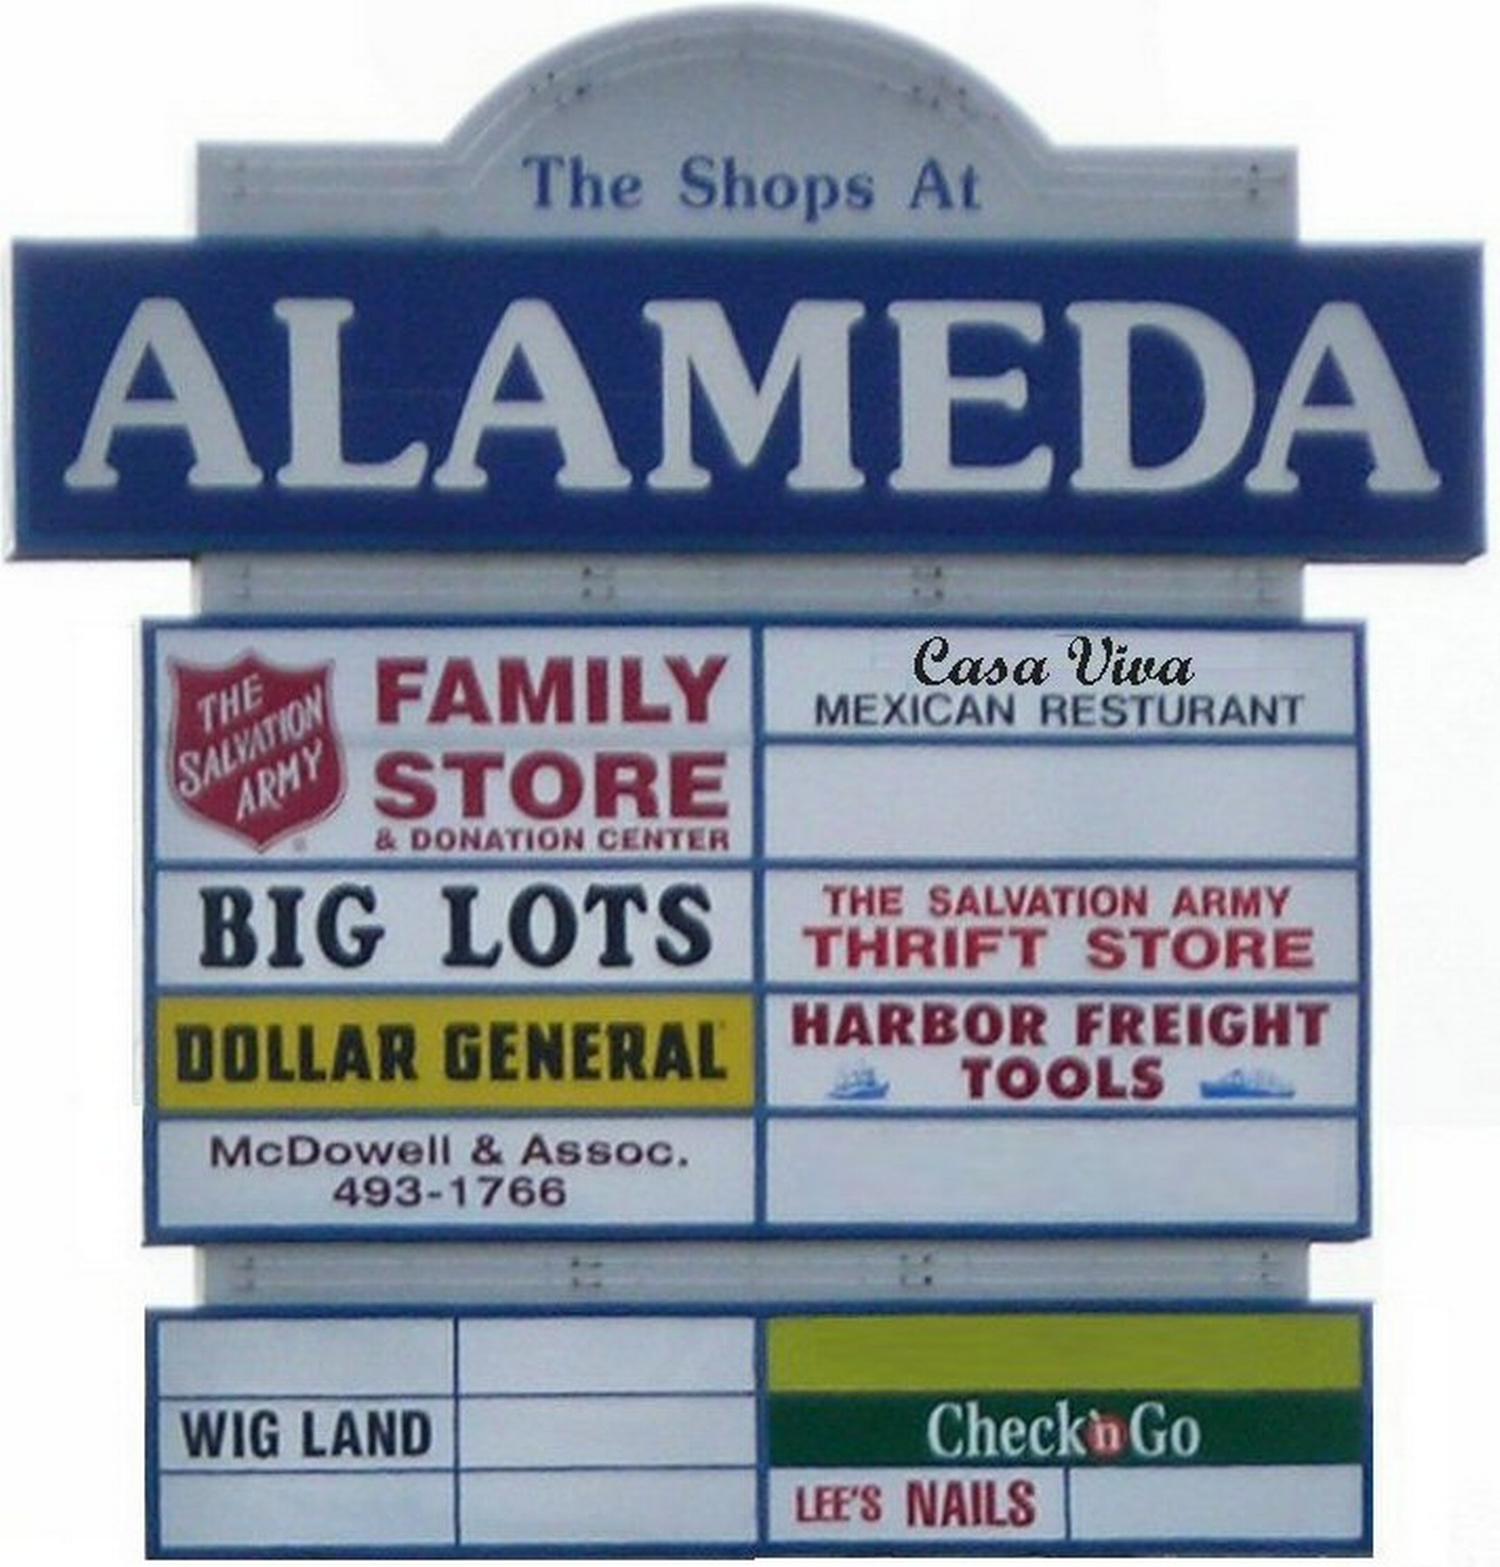 The Shops At
ALAMEDA
THE
SALVATION
ARMY
FAMILY
STORE
& DONATION CENTER
Casa Viva
MEXICAN RESTURANT
BIG LOTS
THE SALVATION ARMY
THRIFT STORE
DOLLAR GENERAL
HARBOR FREIGHT
TOOLS
McDowell & Assoc.
493-1766
WIG LAND
Check 'n Go
LEE'S NAILS